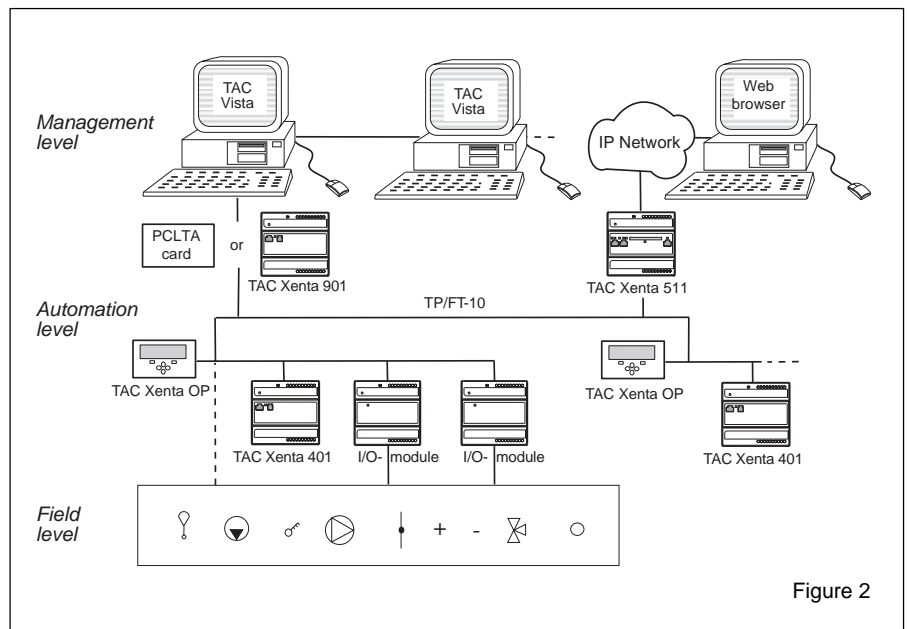 TAC
Vista
TAC
Vista
Web
browser
Management
level
IP Network
PCLTA
card
or
TAC Xenta 901
TAC Xenta 511
Automation
level
TP/FT-10
TAC Xenta OP
TAC Xenta OP
TAC Xenta 401
I/O- module
I/O- module
TAC Xenta 401
Field
level
+
-
Figure 2